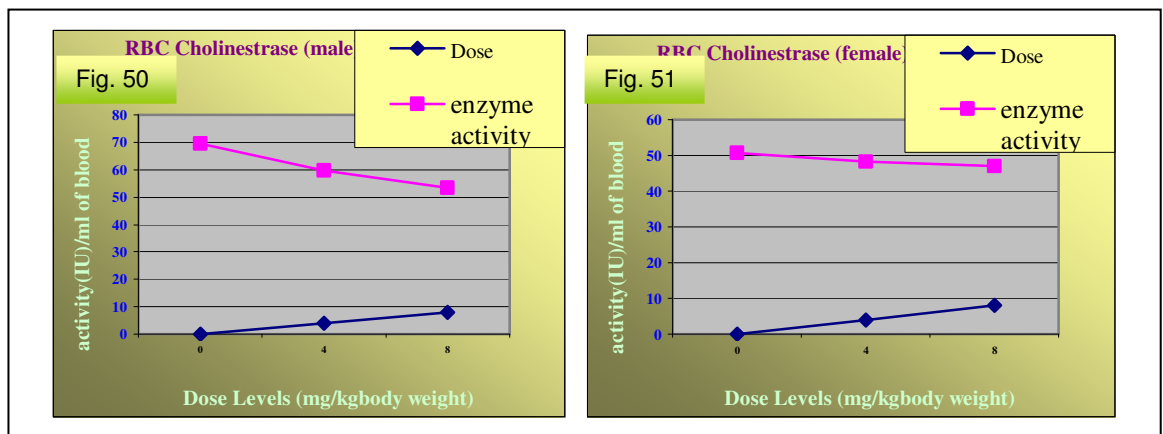 RBC Cholinestrase (male)
Fig. 50
Dose
enzyme
activity
80
70
60
50
40
30
20
10
0
activity(IU)/ml of blood
0 4 8
Dose Levels (mg/kgbody weight)
RBC Cholinestrase (female)
Fig. 51
Dose
enzyme
activity
60
50
40
30
20
10
0
activity(IU)/ml of blood
0 4 8
Dose Levels (mg/kgbody weight)